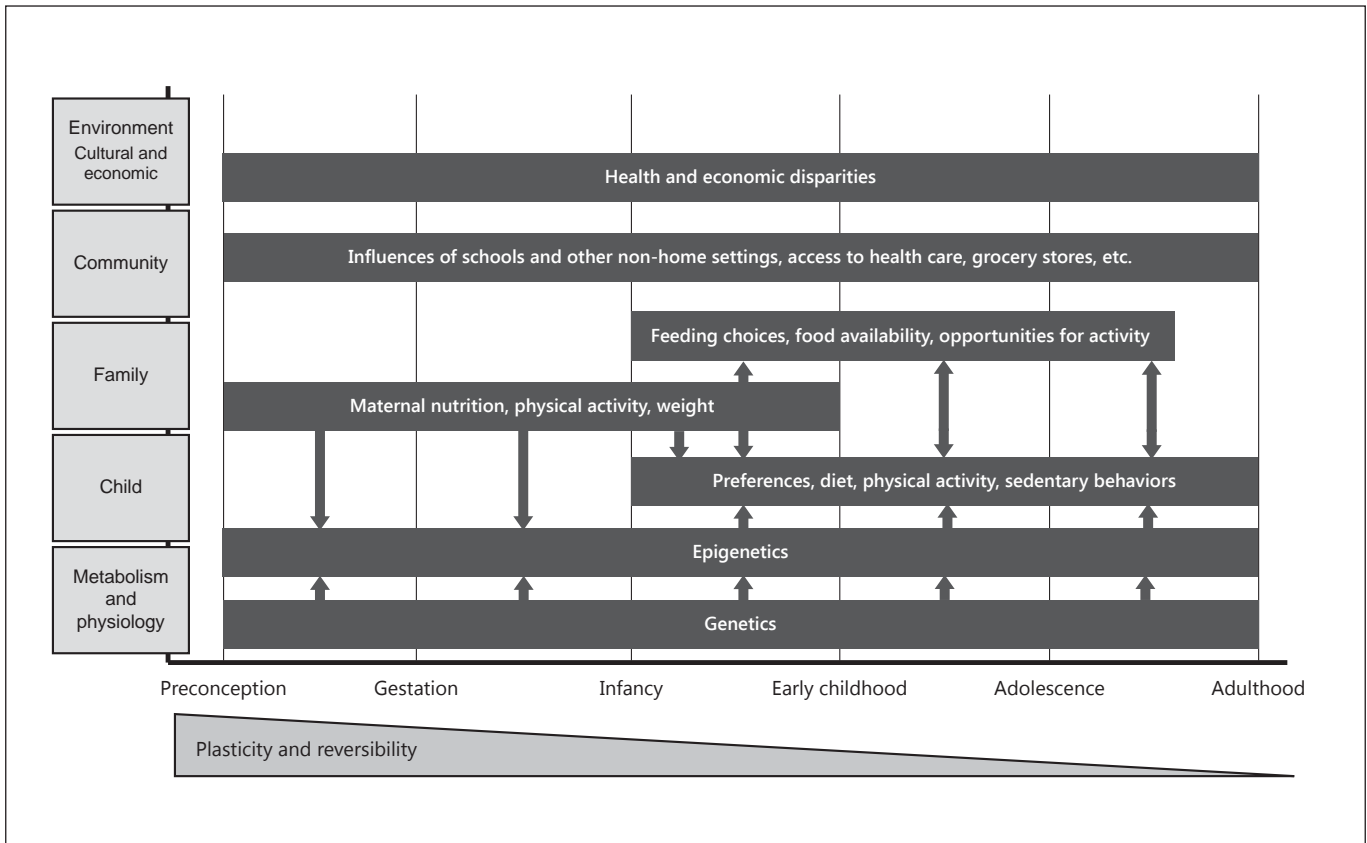 Environment
Cultural and
economic
Health and economic disparities
Community
Influences of schools and other non-home settings, access to health care, grocery stores, etc.
Feeding choices, food availability, opportunities for activity
Family
Maternal nutrition, physical activity, weight
Child
Preferences, diet, physical activity, sedentary behaviors
Epigenetics
Metabolism
and
physiology
Genetics
Preconception
Gestation
Infancy
Early childhood
Adolescence
Adulthood
Plasticity and reversibility